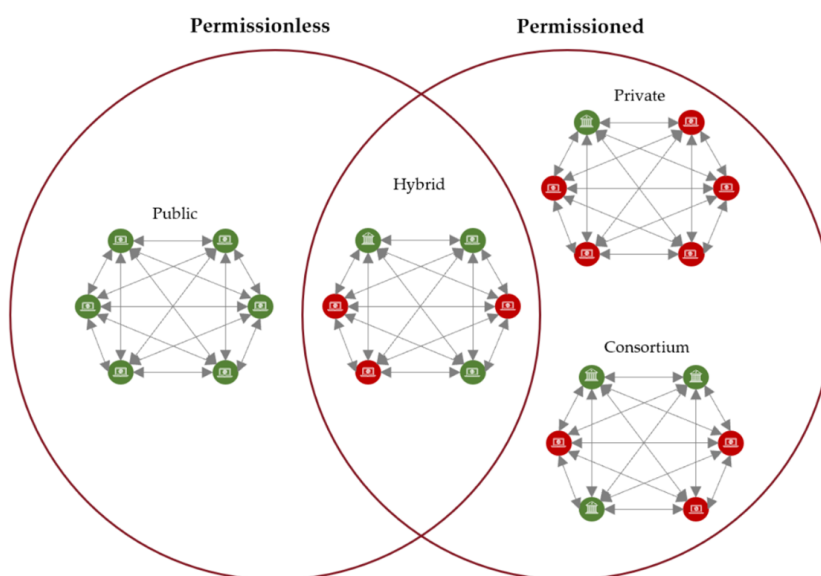 Permissionless
Permissioned
Private
Hybrid
Public
Consortium